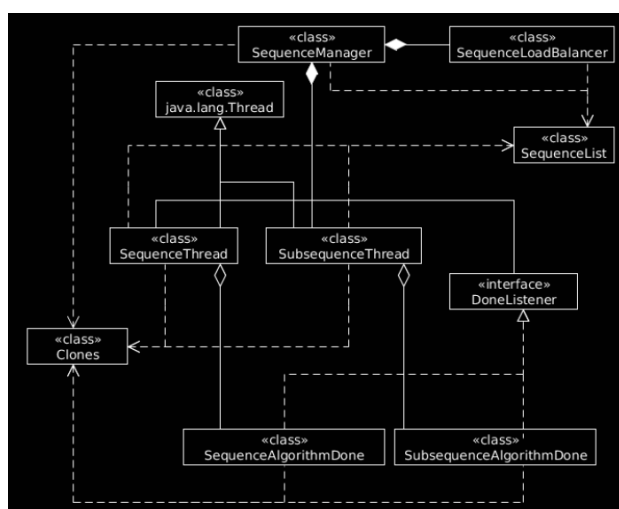 «class»
SequenceManager
«class»
SequenceLoadBalancer
«class»
java.lang.Thread
«class»
SequenceList
«class»
SequenceThread
«class»
SubsequenceThread
«interface»
DoneListener
«class»
Clones
«class»
SequenceAlgorithmDone
«class»
SubsequenceAlgorithmDone